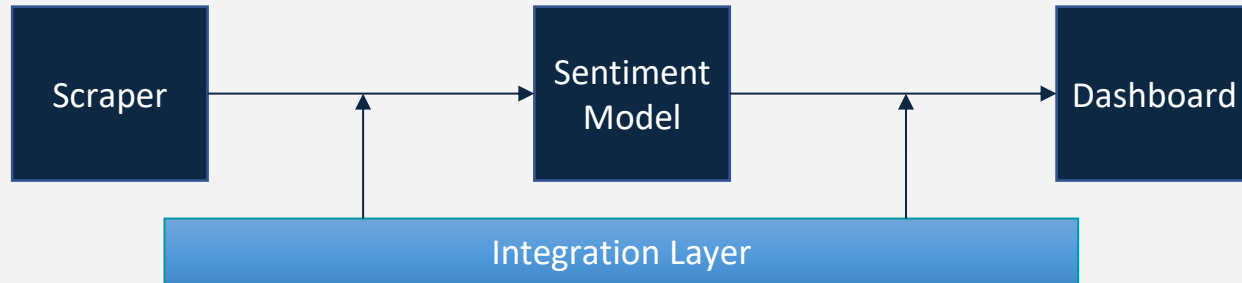 Scraper
Sentiment
Model
Dashboard
Integration Layer